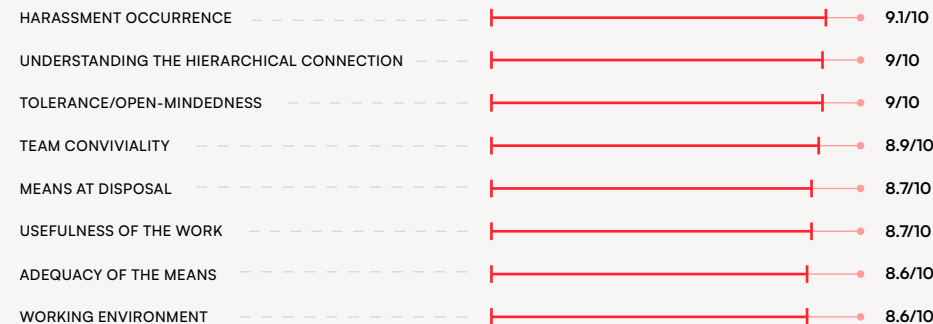 HARASSMENT OCCURRENCE 9.1/10
UNDERSTANDING THE HIERARCHICAL CONNECTION 9/10
TOLERANCE/OPEN-MINDEDNESS 9/10
TEAM CONVIVIALITY 8.9/10
MEANS AT DISPOSAL 8.7/10
USEFULNESS OF THE WORK 8.7/10
ADEQUACY OF THE MEANS 8.6/10
WORKING ENVIRONMENT 8.6/10